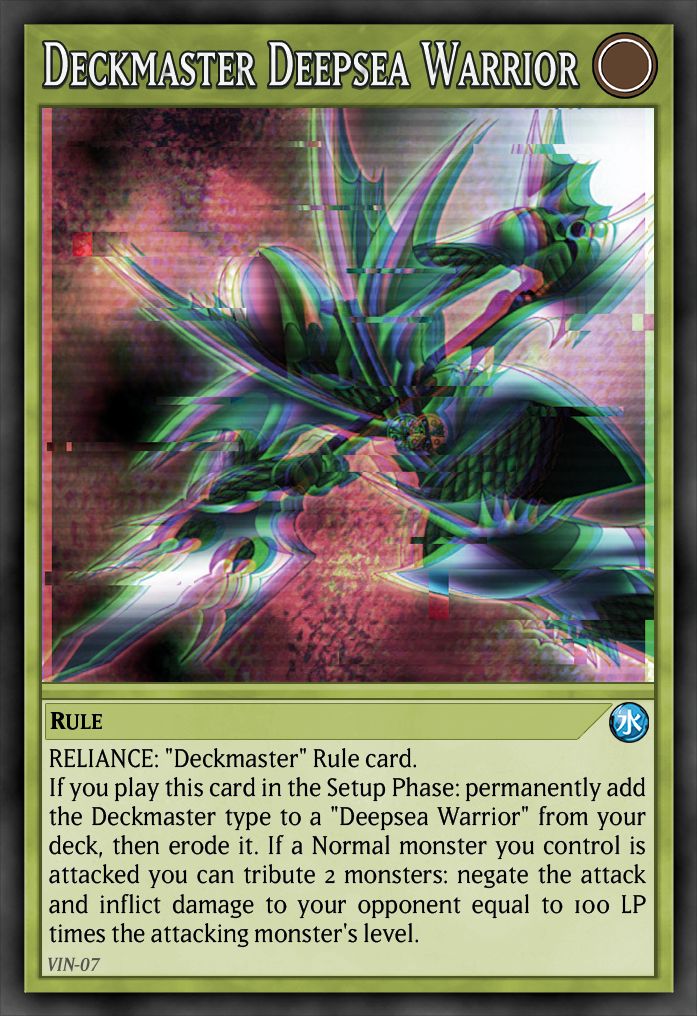 Deckmaster Deepsea Warrior
Rule
水
RELIANCE: "Deckmaster" Rule card.
If you play this card in the Setup Phase: permanently add
the Deckmaster type to a "Deepsea Warrior" from your
deck, then erode it. If a Normal monster you control is
attacked you can tribute 2 monsters: negate the attack
and inflict damage to your opponent equal to 100 LP
times the attacking monster's level.
VIN-07